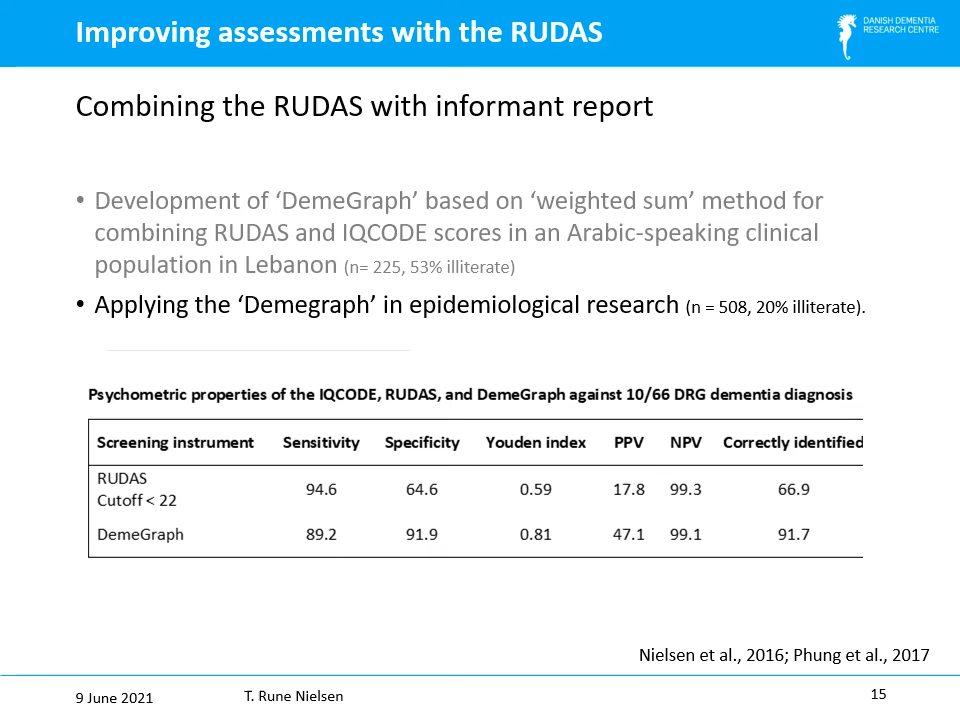 Improving assessments with the RUDAS
DANISH DEMENTIA
RESEARCH CENTRE
Combining the RUDAS with informant report
• Development of ‘DemeGraph’ based on ‘weighted sum’ method for
combining RUDAS and IQCODE scores in an Arabic-speaking clinical
population in Lebanon (n= 225, 53% illiterate)
• Applying the ‘Demegraph’ in epidemiological research (n = 508, 20% illiterate).
Psychometric properties of the IQCODE, RUDAS, and DemeGraph against 10/66 DRG dementia diagnosis
Screening instrument Sensitivity Specificity Youden index PPV NPV Correctly identified
RUDAS
Cutoff < 22 94.6 64.6 0.59 17.8 99.3 66.9
DemeGraph 89.2 91.9 0.81 47.1 99.1 91.7
Nielsen et al., 2016; Phung et al., 2017
9 June 2021 T. Rune Nielsen 15